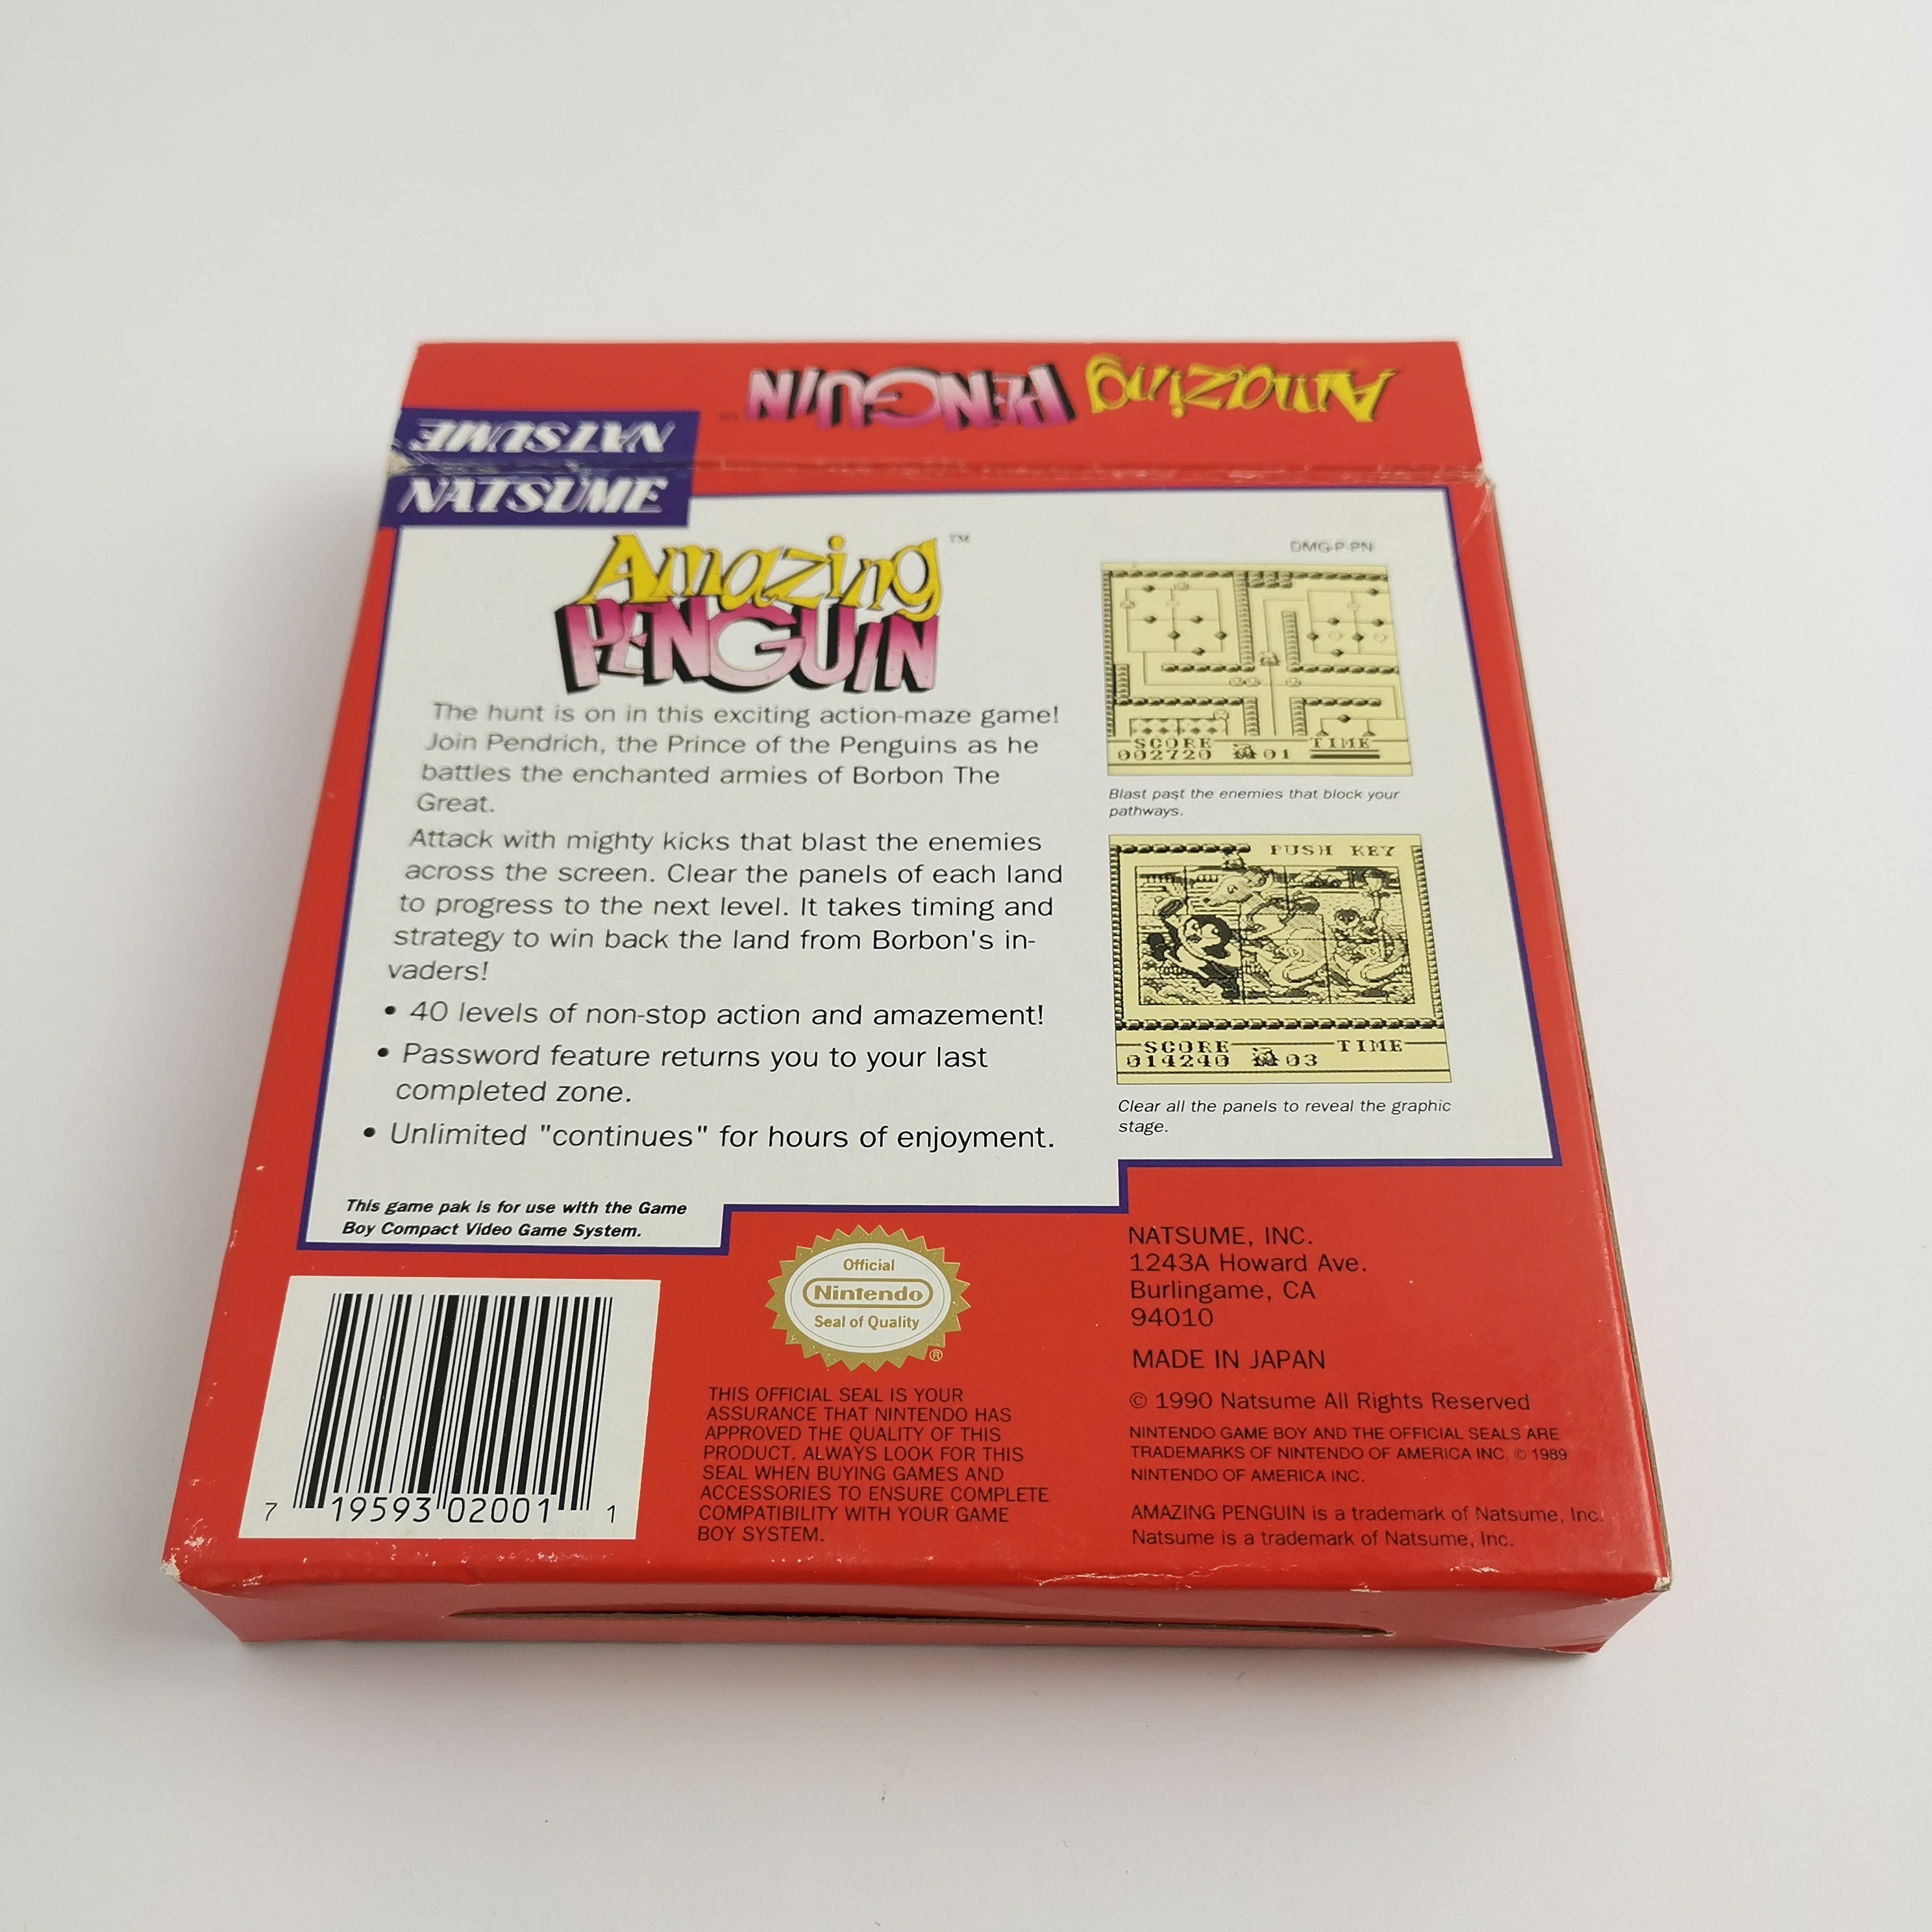 Amazing PENGUIN
NATSUME
NATSUME
Amazing ™
PENGUIN
The hunt is on in this exciting action-maze game!
Join Pendrich, the Prince of the Penguins as he
battles the enchanted armies of Borbon The
Great.
Attack with mighty kicks that blast the enemies
across the screen. Clear the panels of each land
to progress to the next level. It takes timing and
strategy to win back the land from Borbon's in-
vaders!
• 40 levels of non-stop action and amazement!
• Password feature returns you to your last
completed zone.
• Unlimited "continues" for hours of enjoyment.
This game pak is for use with the Game
Boy Compact Video Game System.
DMG-P-PN
SCORE TIME
002720 01
Blast past the enemies that block your
pathways.
PUSH KEY
SCORE TIME
014240 03
Clear all the panels to reveal the graphic
stage.
7 19593 02001 1
Official
Nintendo
Seal of Quality
®
THIS OFFICIAL SEAL IS YOUR
ASSURANCE THAT NINTENDO HAS
APPROVED THE QUALITY OF THIS
PRODUCT. ALWAYS LOOK FOR THIS
SEAL WHEN BUYING GAMES AND
ACCESSORIES TO ENSURE COMPLETE
COMPATIBILITY WITH YOUR GAME
BOY SYSTEM.
NATSUME, INC.
1243A Howard Ave.
Burlingame, CA
94010
MADE IN JAPAN
© 1990 Natsume All Rights Reserved
NINTENDO GAME BOY AND THE OFFICIAL SEALS ARE
TRADEMARKS OF NINTENDO OF AMERICA INC. © 1989
NINTENDO OF AMERICA INC.
AMAZING PENGUIN is a trademark of Natsume, Inc.
Natsume is a trademark of Natsume, Inc.